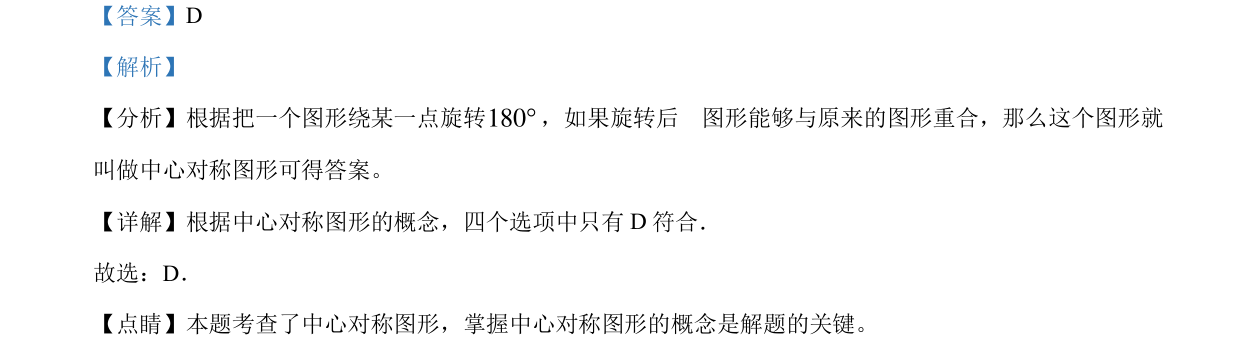 【答案】D
【解析】
【分析】根据把一个图形绕某一点旋转180°，如果旋转后 图形能够与原来的图形重合，那么这个图形就
叫做中心对称图形可得答案。
【详解】根据中心对称图形的概念，四个选项中只有 D 符合．
故选：D．
【点睛】本题考查了中心对称图形，掌握中心对称图形的概念是解题的关键。